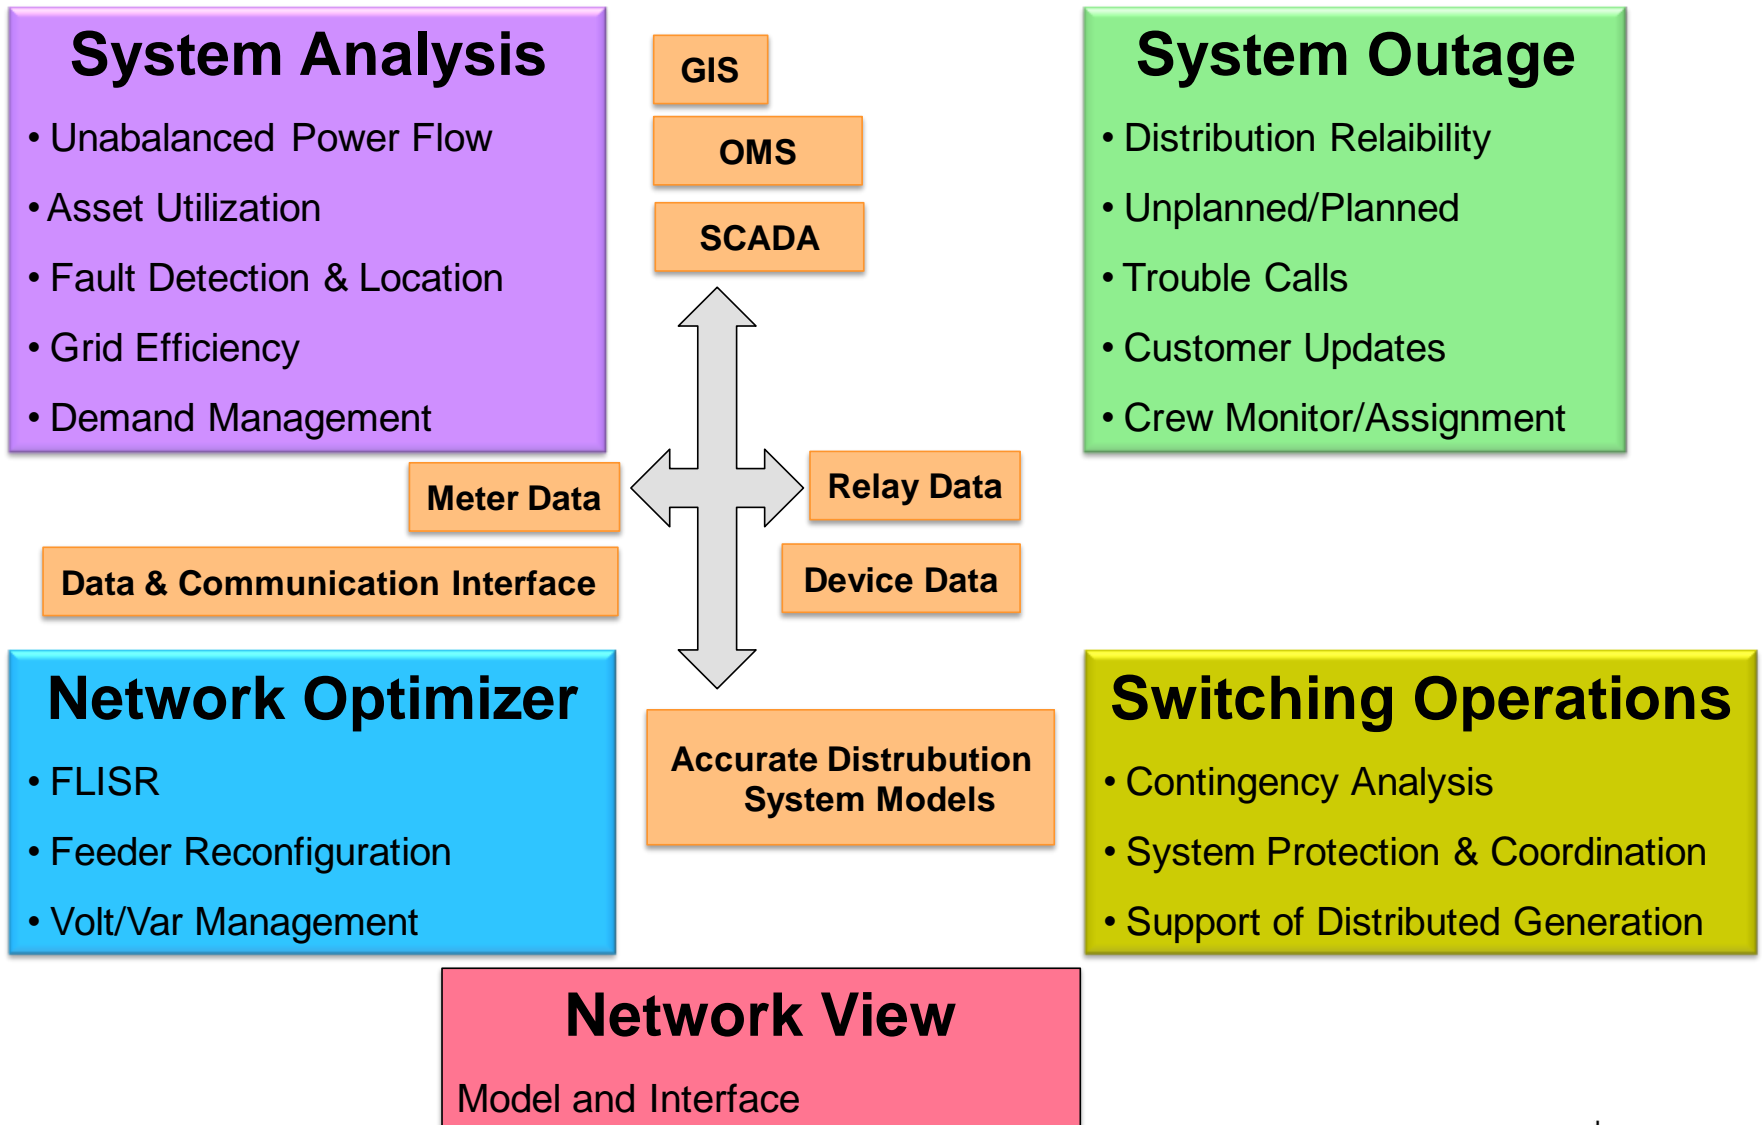 System Analysis
• Unabalanced Power Flow
• Asset Utilization
• Fault Detection & Location
• Grid Efficiency
• Demand Management
GIS
OMS
SCADA
System Outage
• Distribution Relaibility
• Unplanned/Planned
• Trouble Calls
• Customer Updates
• Crew Monitor/Assignment
Meter Data
Data & Communication Interface
Relay Data
Device Data
Network Optimizer
• FLISR
• Feeder Reconfiguration
• Volt/Var Management
Accurate Distrubution
System Models
Switching Operations
• Contingency Analysis
• System Protection & Coordination
• Support of Distributed Generation
Network View
Model and Interface